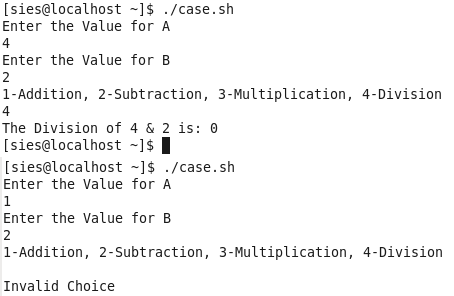 [sies@localhost ~]$ ./case.sh
Enter the Value for A
4
Enter the Value for B
2
1-Addition, 2-Subtraction, 3-Multiplication, 4-Division
4
The Division of 4 & 2 is: 0
[sies@localhost ~]$
[sies@localhost ~]$ ./case.sh
Enter the Value for A
1
Enter the Value for B
2
1-Addition, 2-Subtraction, 3-Multiplication, 4-Division
Invalid Choice